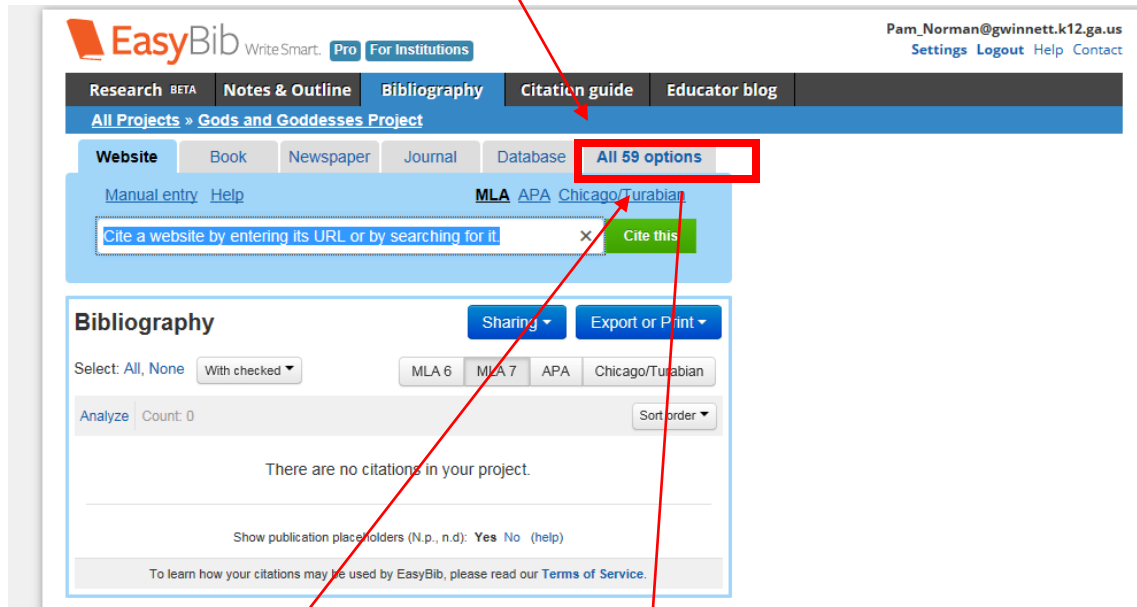 EasyBib Write Smart. Pro For Institutions
Pam_Norman@gwinnett.k12.ga.us
Settings Logout Help Contact
Research BETA Notes & Outline Bibliography Citation guide Educator blog
All Projects » Gods and Goddesses Project
Website Book Newspaper Journal Database All 59 options
Manual entry Help MLA APA Chicago/Turabian
Cite a website by entering its URL or by searching for it. × Cite this
Bibliography Sharing Export or Print
Select: All, None With checked MLA 6 MLA 7 APA Chicago/Turabian
Analyze Count: 0 Sort order
There are no citations in your project.
Show publication placeholders (N.p., n.d): Yes No (help)
To learn how your citations may be used by EasyBib, please read our Terms of Service.